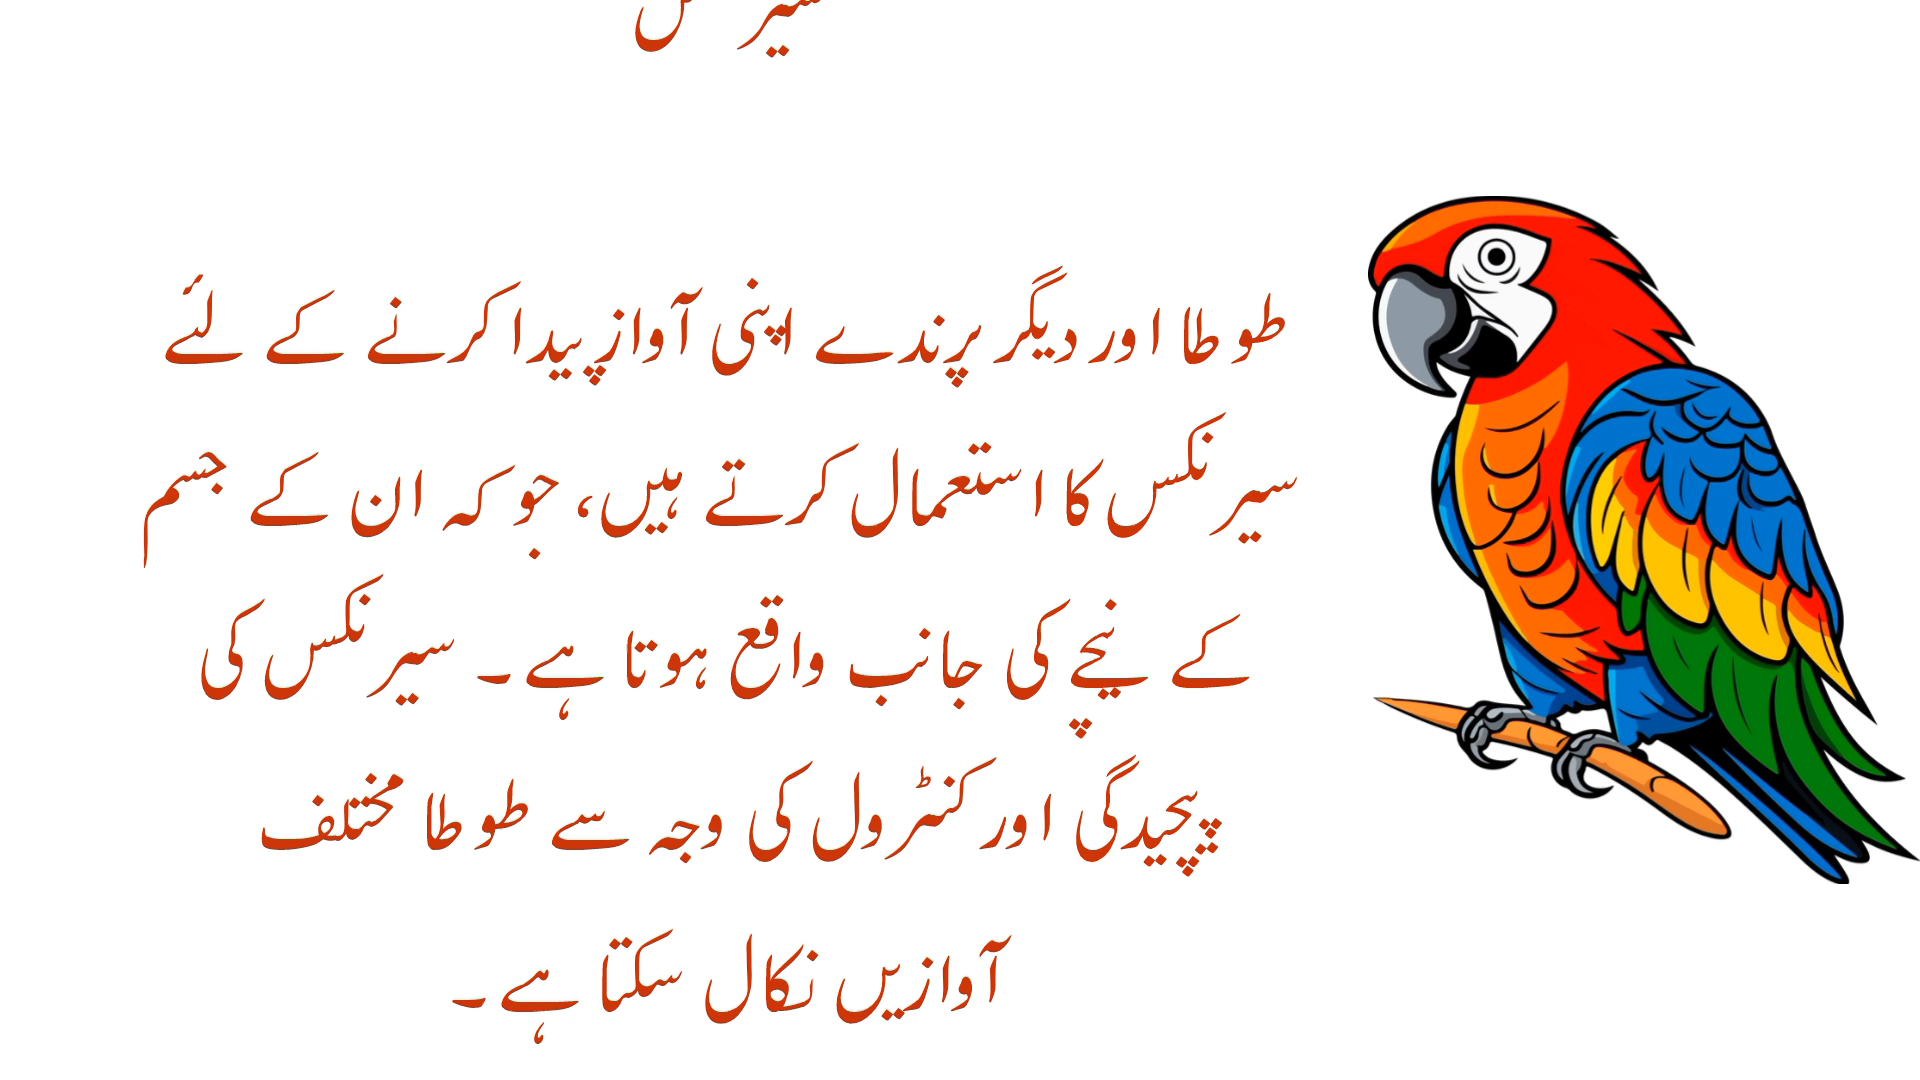 سیرنکس
طوطا اور دیگر پرندے اپنی آواز پیدا کرنے کے لئے
سیرنکس کا استعمال کرتے ہیں، جو کہ ان کے جسم
کے نیچے کی جانب واقع ہوتا ہے۔ سیرنکس کی
پیچیدگی اور کنٹرول کی وجہ سے طوطا مختلف
آوازیں نکال سکتا ہے۔